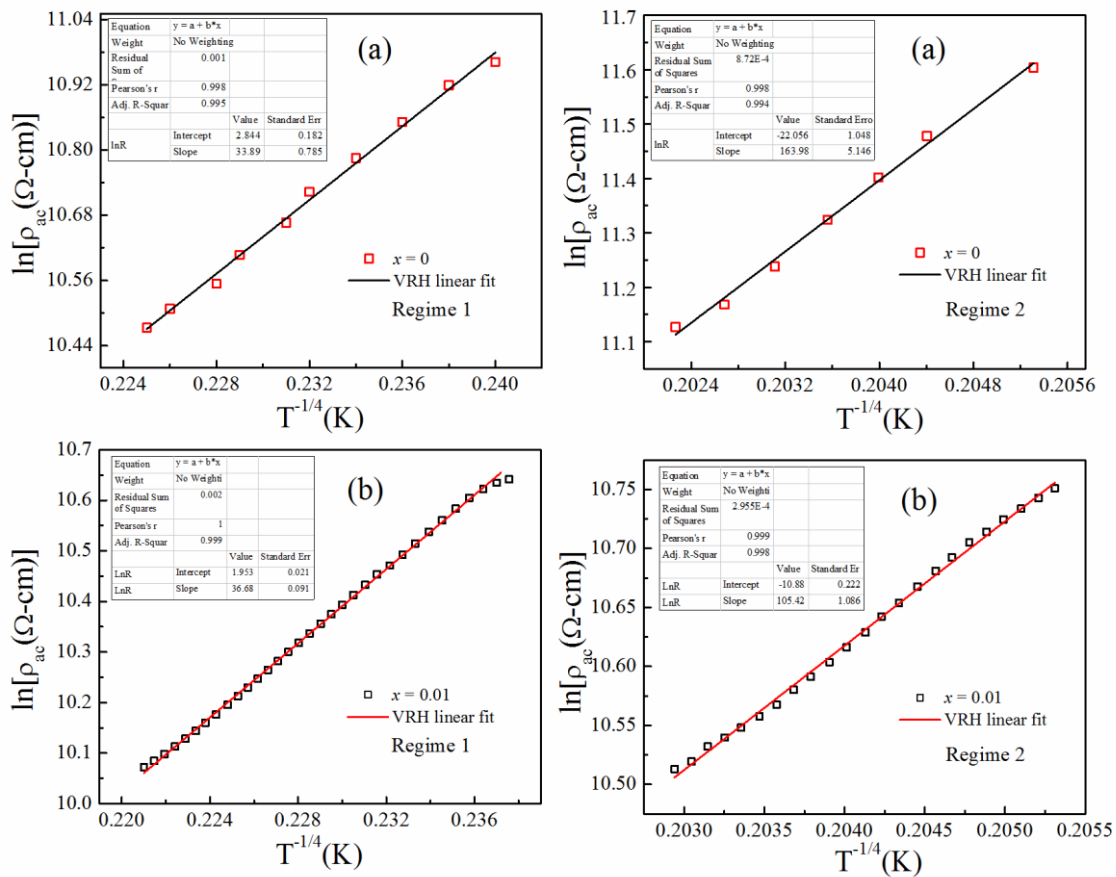 11.04
10.92
10.80
10.68
10.56
10.44
ln[ρac(Ω-cm)]
Equation y = a + b*x
Weight No Weighting
Residual Sum of 0.001
Pearson's r 0.998
Adj. R-Squar 0.995
Value Standard Err
lnR Intercept 2.844 0.182
Slope 33.89 0.785
(a)
x = 0
VRH linear fit
Regime 1
0.224 0.228 0.232 0.236 0.240
T-1/4(K)
11.7
11.6
11.5
11.4
11.3
11.2
11.1
ln[ρac(Ω-cm)]
Equation y = a + b*x
Weight No Weighting
Residual Sum of Squares 8.72E-4
Pearson's r 0.998
Adj. R-Squar 0.994
Value Standard Erro
lnR Intercept -22.056 1.048
Slope 163.98 5.146
(a)
x = 0
VRH linear fit
Regime 2
0.2024 0.2032 0.2040 0.2048 0.2056
T-1/4(K)
10.7
10.6
10.5
10.4
10.3
10.2
10.1
10.0
ln[ρac(Ω-cm)]
Equation y = a + b*x
Weight No Weighti
Residual Sum of Squares 0.002
Pearson's r 1
Adj. R-Squar 0.999
Value Standard Err
LnR Intercept 1.953 0.021
LnR Slope 36.68 0.091
(b)
x = 0.01
VRH linear fit
Regime 1
0.220 0.224 0.228 0.232 0.236
T-1/4(K)
10.75
10.70
10.65
10.60
10.55
10.50
ln[ρac(Ω-cm)]
Equation y = a + b*x
Weight No Weighti
Residual Sum of Squares 2.955E-4
Pearson's r 0.999
Adj. R-Squar 0.998
Value Standard Er
LnR Intercept -10.88 0.222
LnR Slope 105.42 1.086
(b)
x = 0.01
VRH linear fit
Regime 2
0.2030 0.2035 0.2040 0.2045 0.2050 0.2055
T-1/4(K)